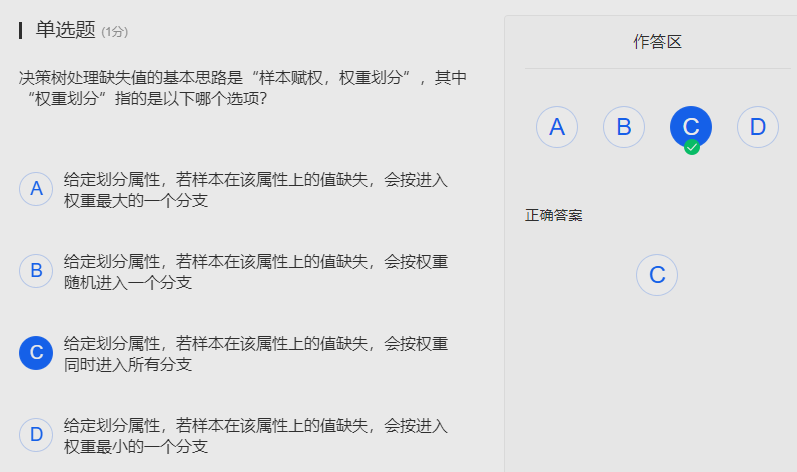 单选题 (1分)
决策树处理缺失值的基本思路是“样本赋权，权重划分”，其中
“权重划分”指的是以下哪个选项？
A 给定划分属性，若样本在该属性上的值缺失，会按进入
权重最大的一个分支
B 给定划分属性，若样本在该属性上的值缺失，会按权重
随机进入一个分支
C 给定划分属性，若样本在该属性上的值缺失，会按权重
同时进入所有分支
D 给定划分属性，若样本在该属性上的值缺失，会按进入
权重最小的一个分支
作答区
A B C D
正确答案
C